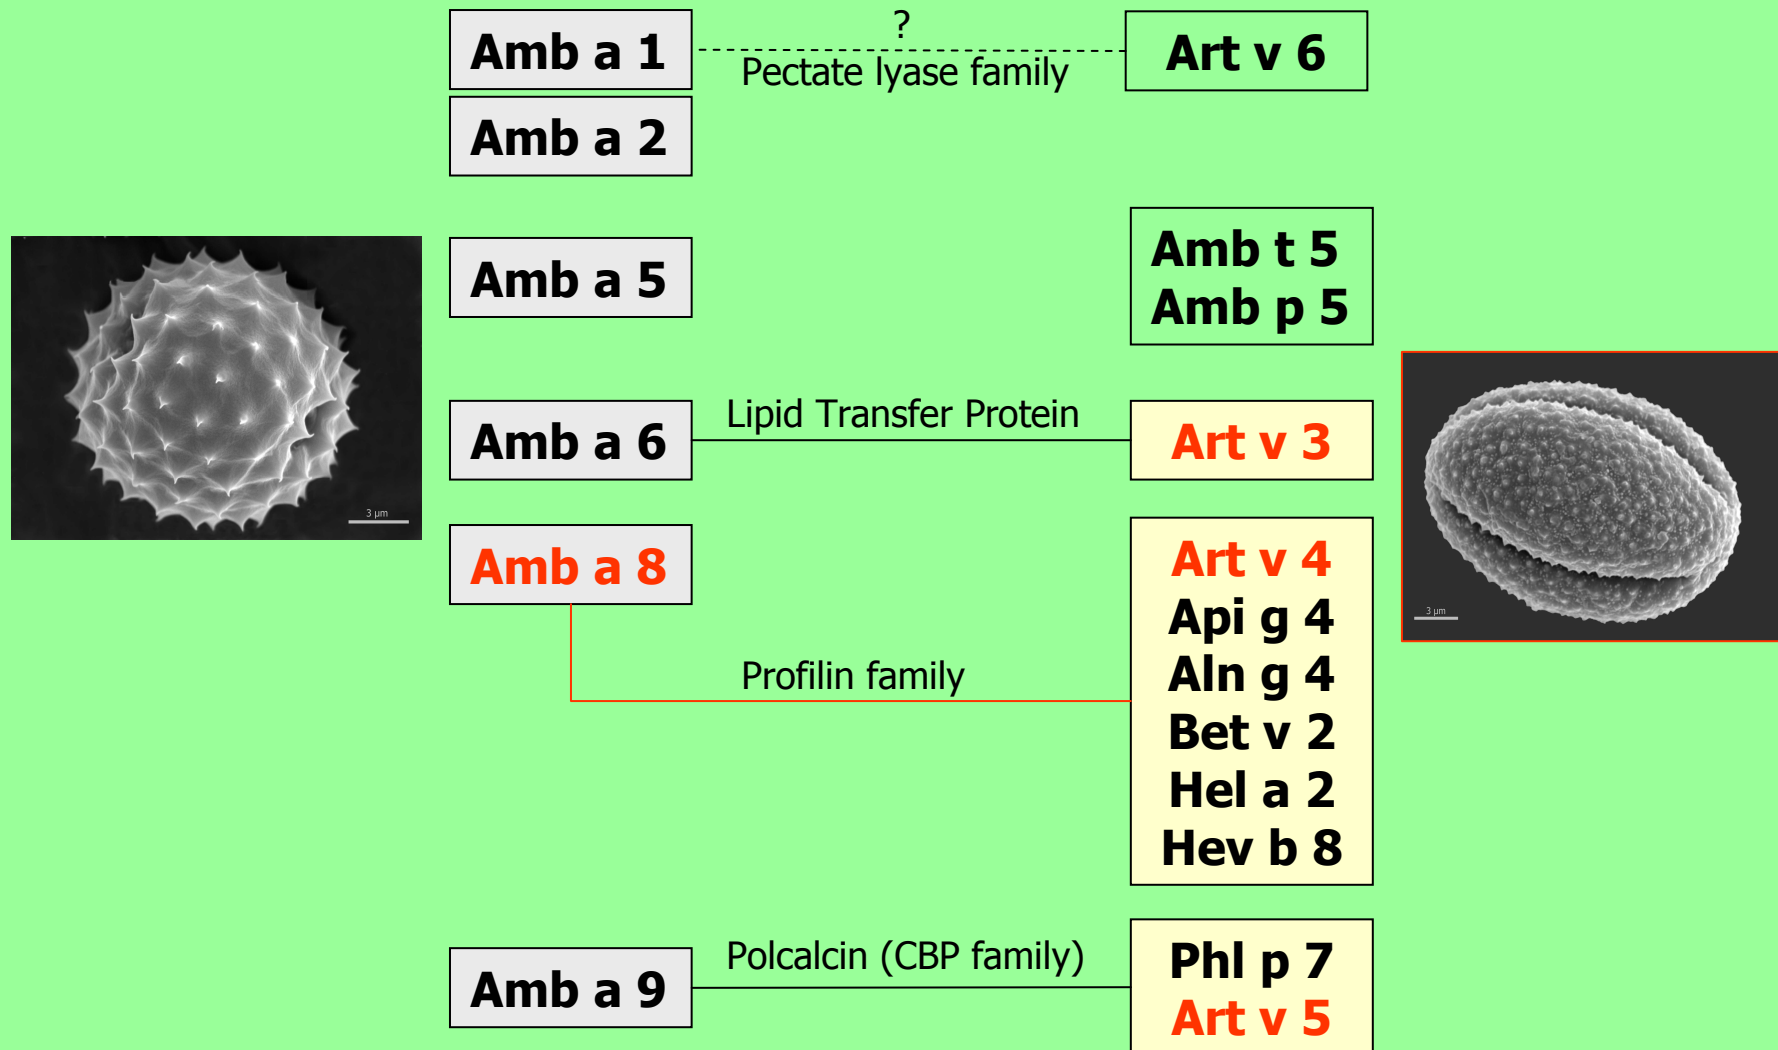 ?
Amb a 1
Pectate lyase family
Art v 6
Amb a 2
Amb a 5
Amb t 5
Amb p 5
3 µm
Amb a 6
Lipid Transfer Protein
Art v 3
Amb a 8
Profilin family
Art v 4
Api g 4
Aln g 4
Bet v 2
Hel a 2
Hev b 8
3 µm
Amb a 9
Polcalcin (CBP family)
Phl p 7
Art v 5